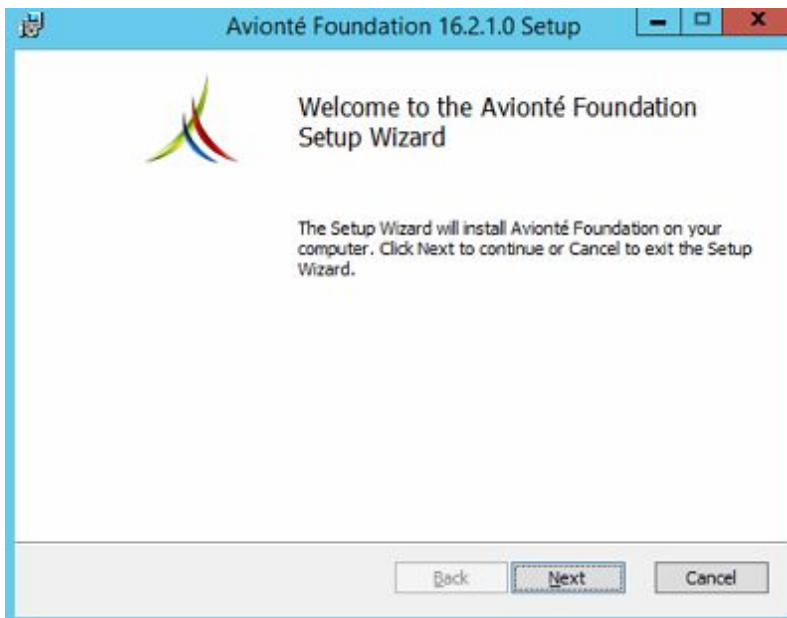 Avionté Foundation 16.2.1.0 Setup
Welcome to the Avionté Foundation
Setup Wizard
The Setup Wizard will install Avionté Foundation on your
computer. Click Next to continue or Cancel to exit the Setup
Wizard.
Back Next Cancel